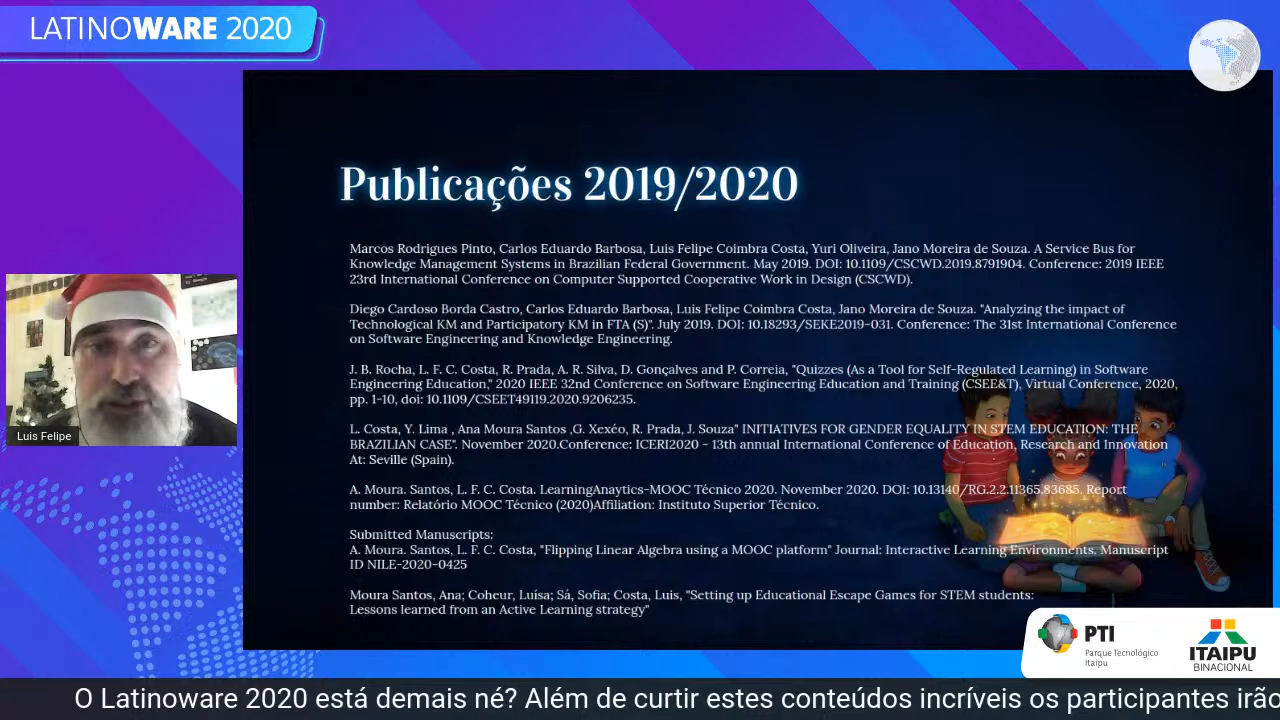 LATINOWARE 2020
Publicações 2019/2020
Marcos Rodrigues Pinto, Carlos Eduardo Barbosa, Luis Felipe Coimbra Costa, Yuri Oliveira, Jano Moreira de Souza. A Service Bus for
Knowledge Management Systems in Brazilian Federal Government. May 2019. DOI: 10.1109/CSCWD.2019.8791904. Conference: 2019 IEEE
23rd International Conference on Computer Supported Cooperative Work in Design (CSCWD).
Diego Cardoso Borda Castro, Carlos Eduardo Barbosa, Luis Felipe Coimbra Costa, Jano Moreira de Souza. "Analyzing the impact of
Technological KM and Participatory KM in FTA (S)". July 2019. DOI: 10.18293/SEKE2019-031. Conference: The 31st International Conference
on Software Engineering and Knowledge Engineering.
J. B. Rocha, L. F. C. Costa, R. Prada, A. R. Silva, D. Gonçalves and P. Correia, "Quizzes (As a Tool for Self-Regulated Learning) in Software
Engineering Education," 2020 IEEE 32nd Conference on Software Engineering Education and Training (CSEE&T), Virtual Conference, 2020,
pp. 1-10, doi: 10.1109/CSEET49119.2020.9206235.
L. Costa, Y. Lima , Ana Moura Santos ,G. Xexéo, R. Prada, J. Souza" INITIATIVES FOR GENDER EQUALITY IN STEM EDUCATION: THE
BRAZILIAN CASE". November 2020.Conference: ICERI2020 - 13th annual International Conference of Education, Research and Innovation
At: Seville (Spain).
A. Moura. Santos, L. F. C. Costa. LearningAnaytics-MOOC Técnico 2020. November 2020. DOI: 10.13140/RG.2.2.11365.83685. Report
number: Relatório MOOC Técnico (2020)Affiliation: Instituto Superior Técnico.
Submitted Manuscripts:
A. Moura. Santos, L. F. C. Costa, "Flipping Linear Algebra using a MOOC platform" Journal: Interactive Learning Environments. Manuscript
ID NILE-2020-0425
Moura Santos, Ana; Coheur, Luísa; Sá, Sofia; Costa, Luis, "Setting up Educational Escape Games for STEM students:
Lessons learned from an Active Learning strategy"
Luis Felipe
PTI
Parque Tecnológico
Itaipu
ITAIPU
BINACIONAL
O Latinoware 2020 está demais né? Além de curtir estes conteúdos incríveis os participantes irão